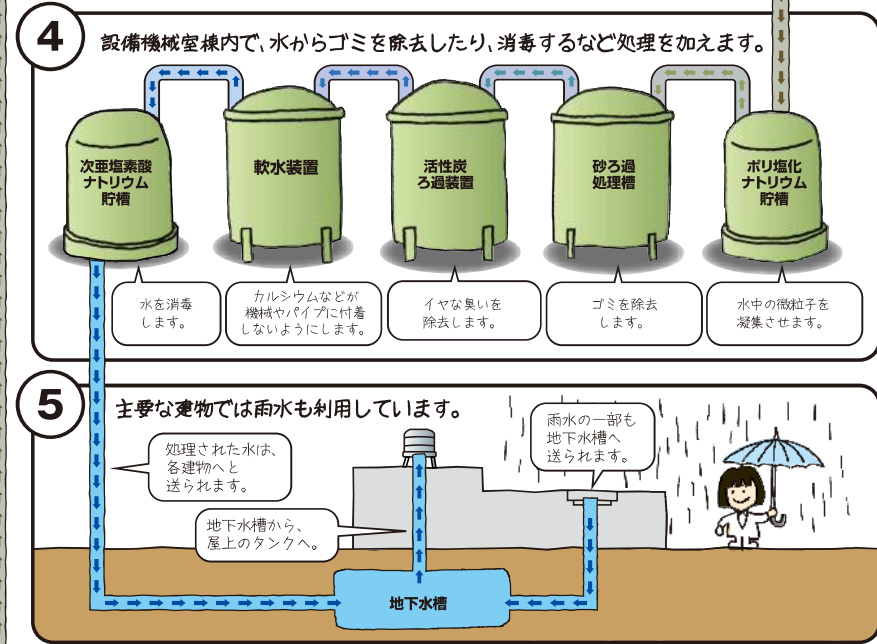 4
設備機械室棟内で、水からゴミを除去したり、消毒するなど処理を加えます。
次亜塩素酸
ナトリウム
貯槽
軟水装置
活性炭
ろ過装置
砂ろ過
処理槽
ポリ塩化
ナトリウム
貯槽
水を消毒
します。
カルシウムなどが
機械やパイプに付着
しないようにします。
イヤな臭いを
除去します。
ゴミを除去
します。
水中の微粒子を
凝集させます。
5
主要な建物では雨水も利用しています。
処理された水は、
各建物へと
送られます。
地下水槽から、
屋上のタンクへ。
雨水の一部も
地下水槽へ
送られます。
地下水槽